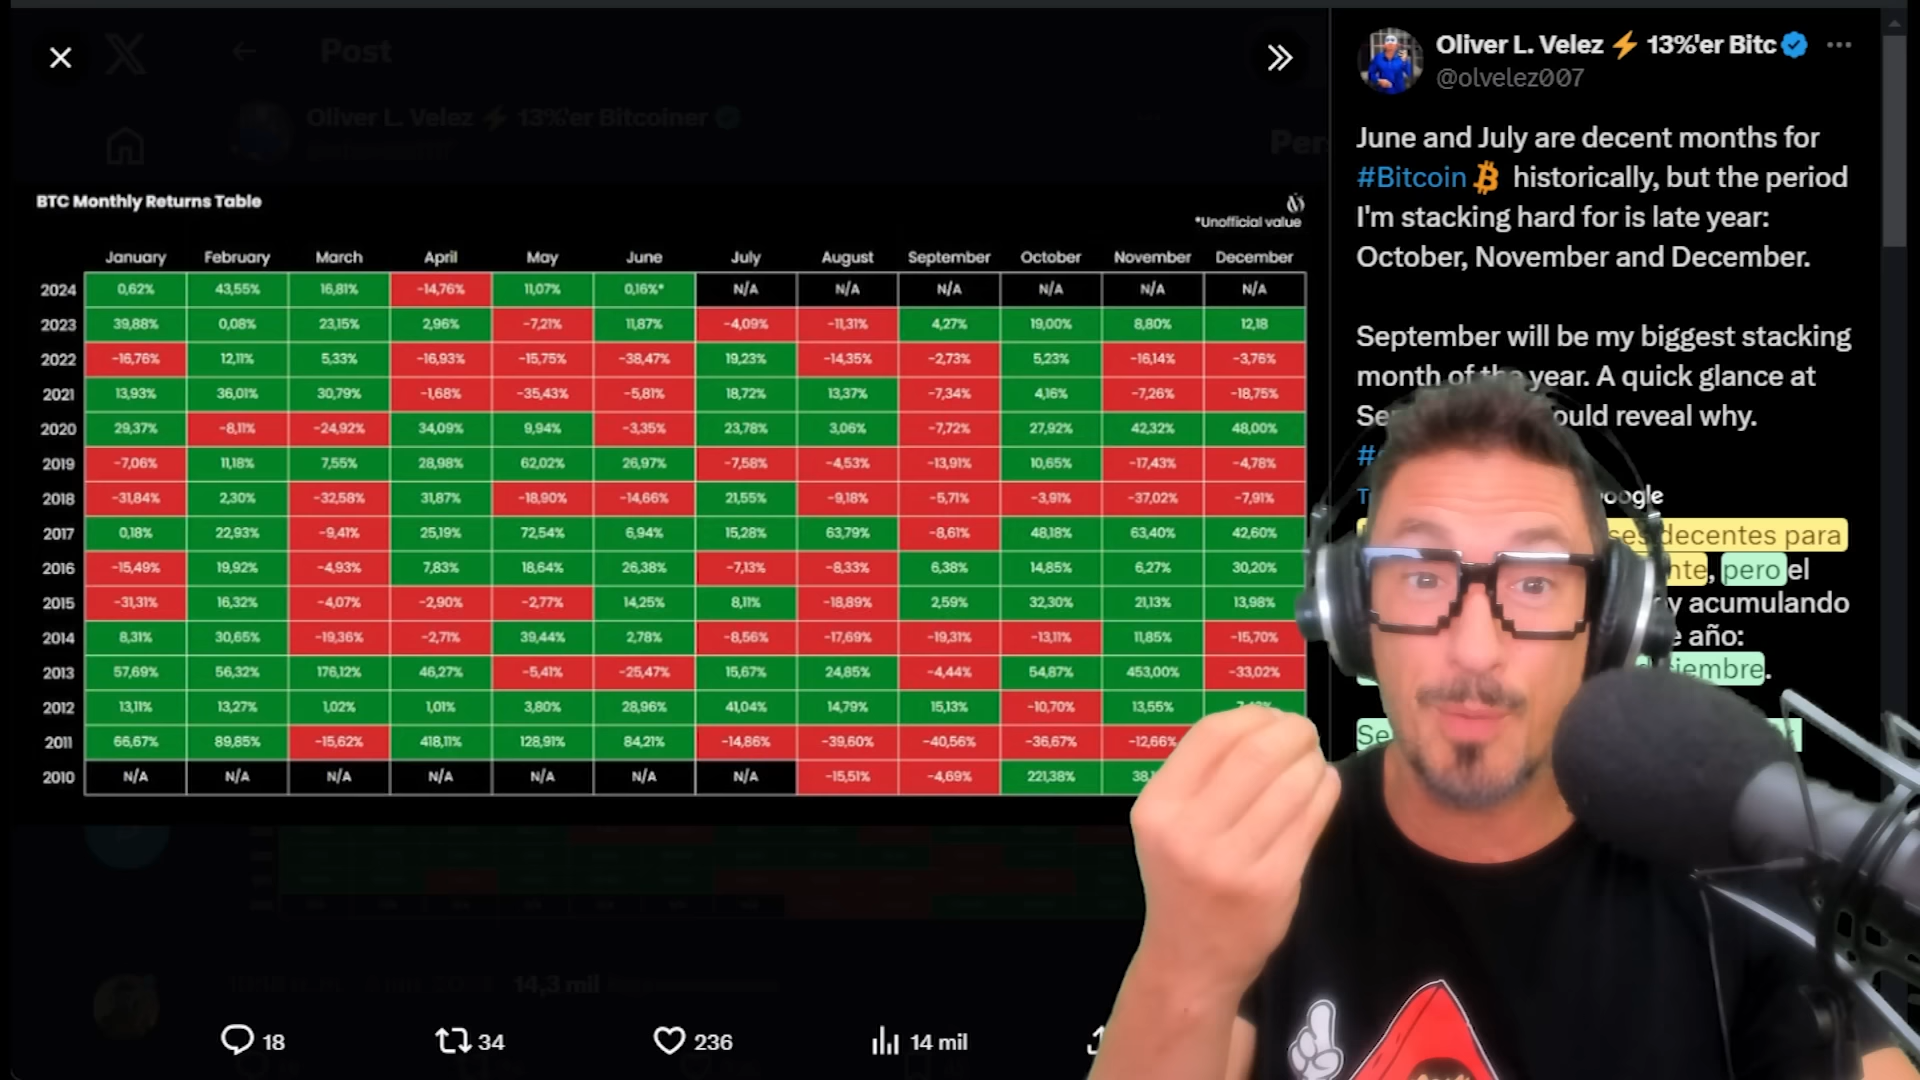 Post
Oliver L. Velez ⚡ 13%'er Bitcoiner
BTC Monthly Returns Table
*Unofficial value
January February March April May June July August September October November December
2024 0,62% 43,55% 16,81% -14,76% 11,07% 0,16%* N/A N/A N/A N/A N/A N/A
2023 39,88% 0,08% 23,15% 2,96% -7,21% 11,87% -4,09% -11,31% 4,27% 19,00% 8,80% 12,18
2022 -16,76% 12,11% 5,33% -16,93% -15,75% -38,47% 19,23% -14,35% -2,73% 5,23% -16,14% -3,76%
2021 13,93% 36,01% 30,79% -1,68% -35,43% -5,81% 18,72% 13,37% -7,34% 4,16% -7,26% -18,75%
2020 29,37% -8,11% -24,92% 34,09% 9,94% -3,35% 23,78% 3,06% -7,72% 27,92% 42,32% 48,00%
2019 -7,06% 11,18% 7,55% 28,98% 62,02% 26,97% -7,58% -4,53% -13,91% 10,65% -17,43% -4,78%
2018 -31,84% 2,30% -32,58% 31,87% -18,90% -14,66% 21,55% -9,18% -5,71% -3,91% -37,02% -7,91%
2017 0,18% 22,93% -9,41% 25,19% 72,54% 6,94% 15,28% 63,79% -8,61% 48,18% 63,40% 42,60%
2016 -15,49% 19,92% -4,93% 7,83% 18,64% 26,38% -7,13% -8,33% 6,38% 14,85% 6,27% 30,20%
2015 -31,31% 16,32% -4,07% -2,90% -2,77% 14,25% 8,11% -18,89% 2,59% 32,30% 21,13% 13,98%
2014 8,31% 30,65% -19,36% -2,71% 39,44% 2,78% -8,56% -17,69% -19,31% -13,11% 11,85% -15,70%
2013 57,69% 56,32% 176,12% 46,27% -5,41% -25,47% 15,67% 24,85% -4,44% 54,87% 453,00% -33,02%
2012 13,11% 13,27% 1,02% 1,01% 3,80% 28,96% 41,04% 14,79% 15,13% -10,70% 13,55%
2011 66,67% 89,85% -15,62% 418,11% 128,91% 84,21% -14,86% -39,60% -40,56% -36,67% -12,66%
2010 N/A N/A N/A N/A N/A N/A N/A -15,51% -4,69% 221,38%
14,3 mil
18 34 236 14 mil
Oliver L. Velez ⚡ 13%'er Bitc
@olvelez007
June and July are decent months for
#Bitcoin historically, but the period
I'm stacking hard for is late year:
October, November and December.
September will be my biggest stacking
month of the year. A quick glance at
ould reveal why.
oogle
decentes para
, pero el
y acumulando
año: